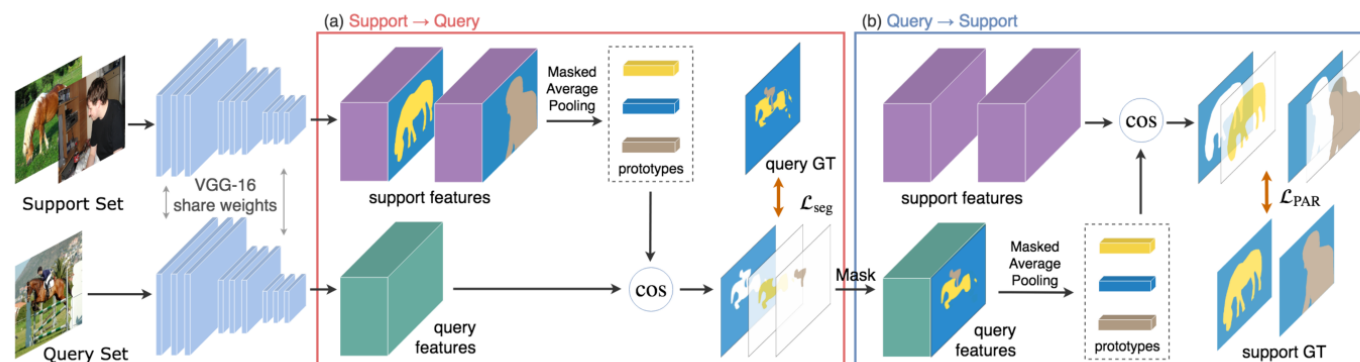 (a) Support → Query
(b) Query → Support
Support Set
VGG-16
share weights
Query Set
support features
Masked
Average
Pooling
prototypes
query GT
ℒseg
cos
query
features
Mask
support features
cos
ℒPAR
query
features
Masked
Average
Pooling
prototypes
support GT